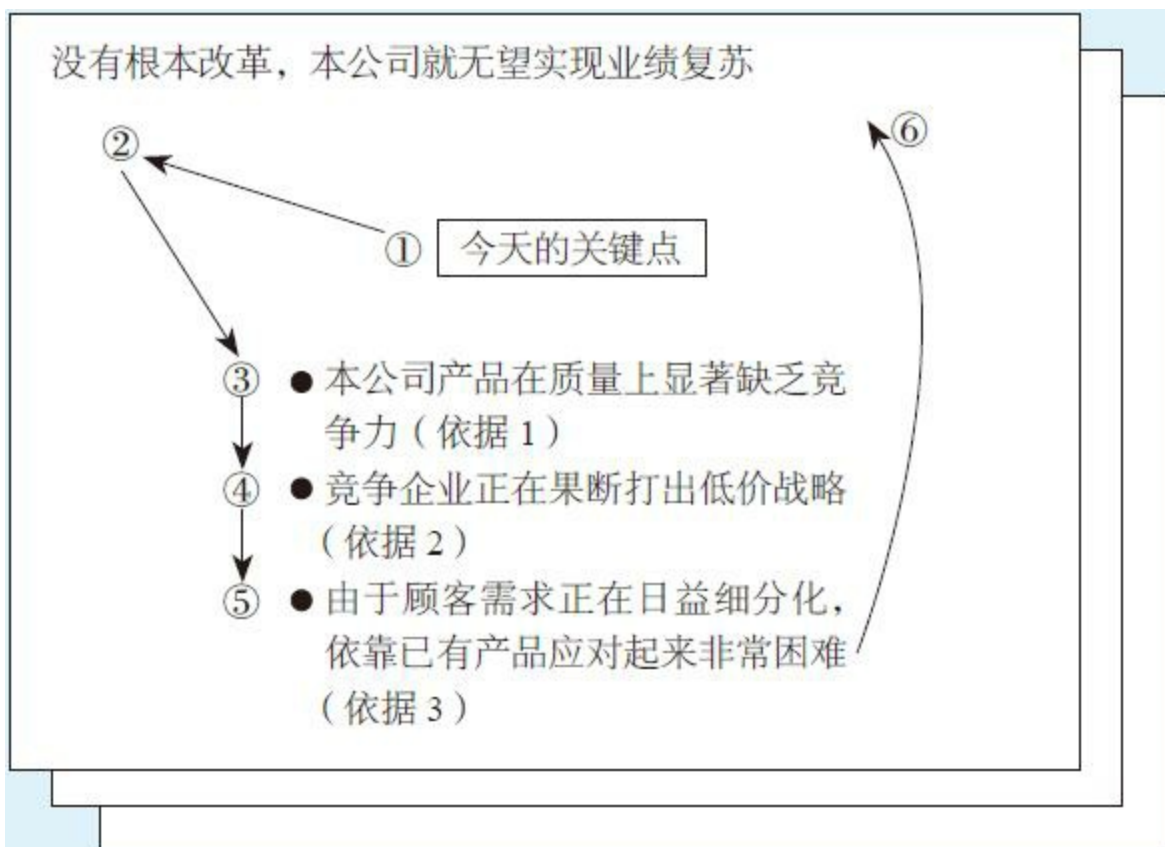 没有根本改革，本公司就无望实现业绩复苏
② ⑥
① 今天的关键点
③ ● 本公司产品在质量上显著缺乏竞
争力（依据 1）
④ ● 竞争企业正在果断打出低价战略
（依据 2）
⑤ ● 由于顾客需求正在日益细分化，
依靠已有产品应对起来非常困难
（依据 3）